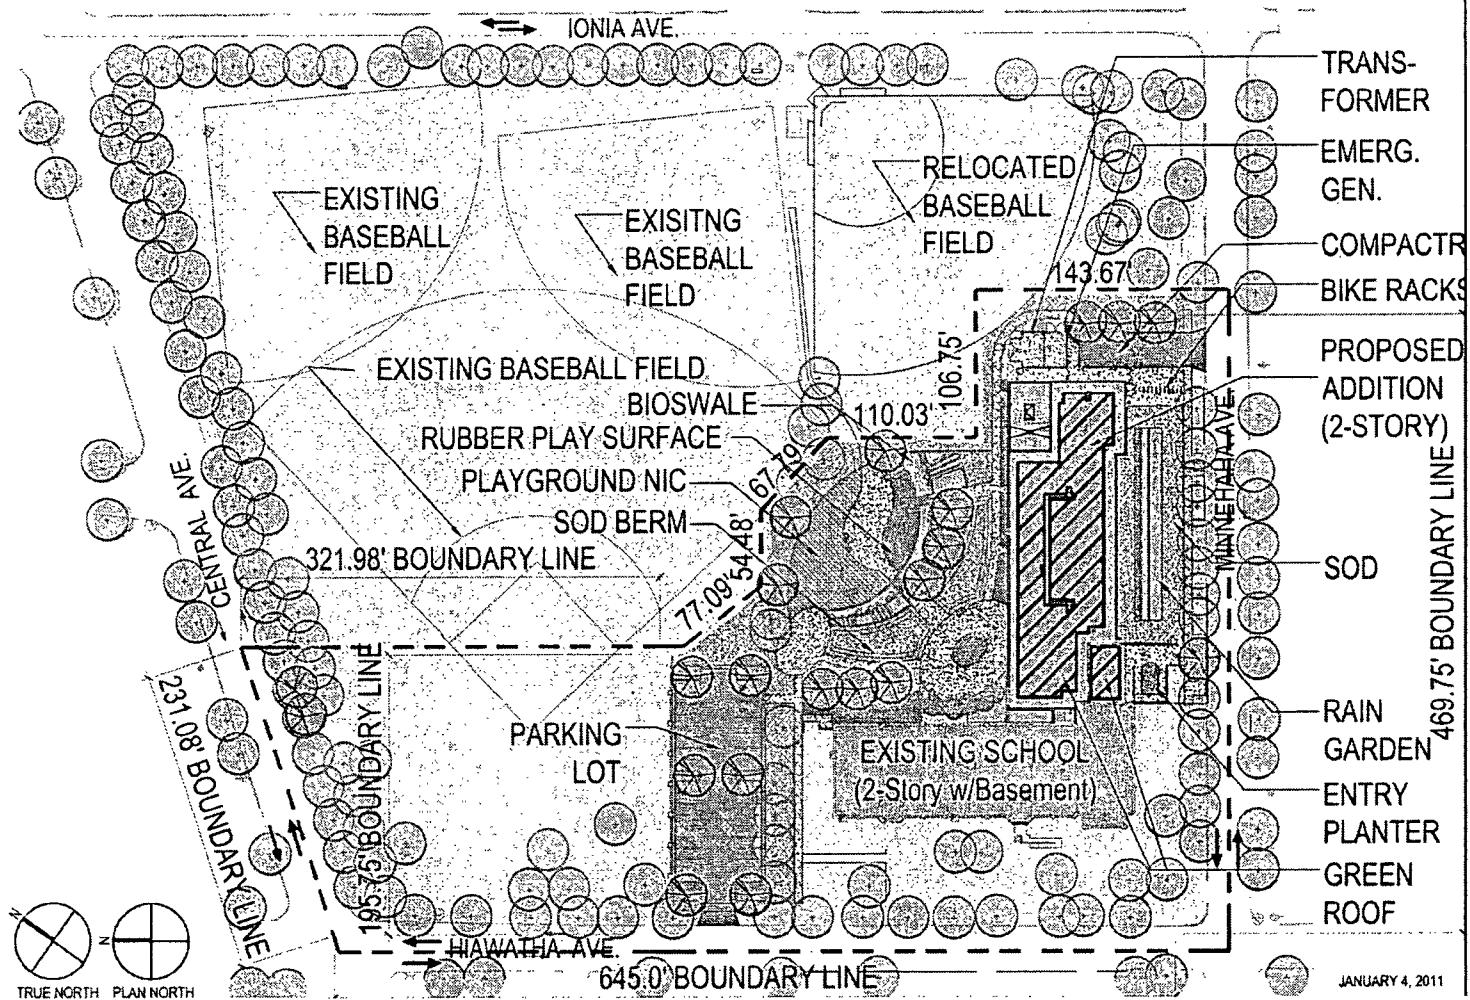 IONIA AVE.
TRANS-
FORMER
EMERG.
GEN.
COMPACTR
BIKE RACKS
PROPOSED
ADDITION
(2-STORY)
SOD
RAIN
GARDEN
ENTRY
PLANTER
GREEN
ROOF
EXISTING
BASEBALL
FIELD
EXISITNG
BASEBALL
FIELD
RELOCATED
BASEBALL
FIELD
143.67'
106.75'
110.03'
67.79'
54.48'
77.09'
EXISTING BASEBALL FIELD
BIOSWALE
RUBBER PLAY SURFACE
PLAYGROUND NIC
SOD BERM
321.98' BOUNDARY LINE
CENTRAL AVE.
MINNEHAHA AVE.
469.75' BOUNDARY LINE
231.08' BOUNDARY LINE
195.75' BOUNDARY LINE
PARKING
LOT
EXISTING SCHOOL
(2-Story w/Basement)
HIAWATHA AVE.
645.0' BOUNDARY LINE
N
N
TRUE NORTH
PLAN NORTH
JANUARY 4, 2011